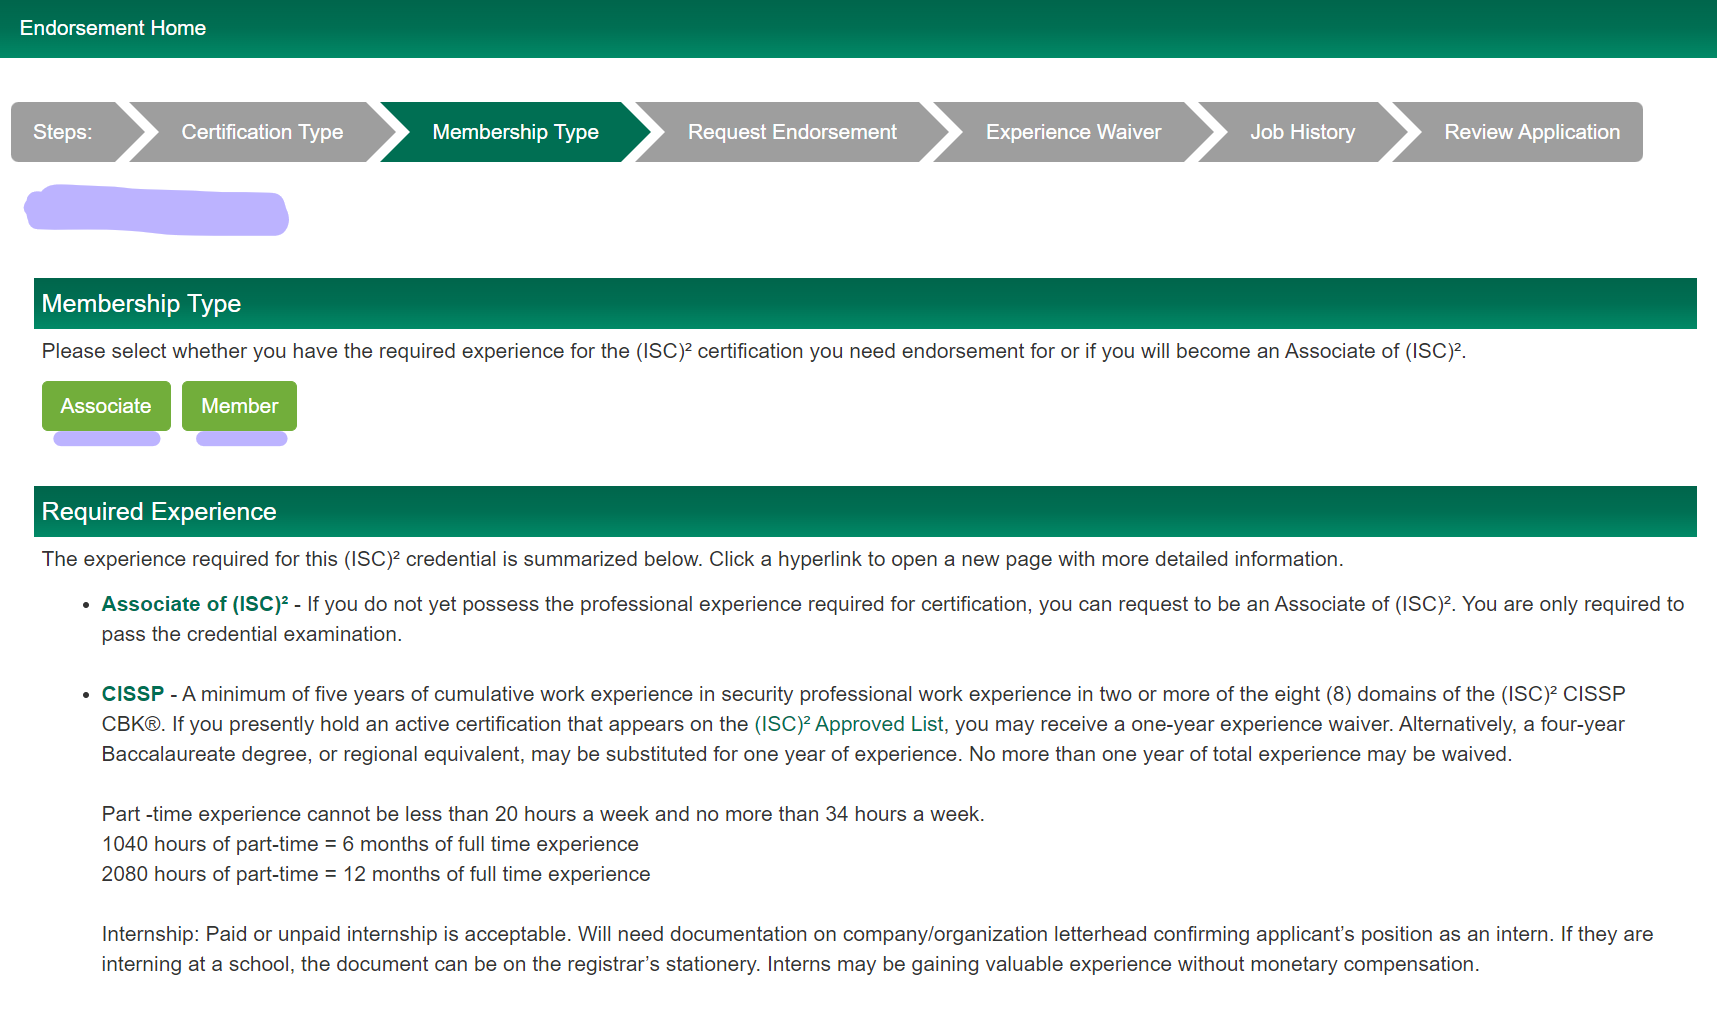 Endorsement Home
Steps:
Certification Type
Membership Type
Request Endorsement
Experience Waiver
Job History
Review Application
Membership Type
Please select whether you have the required experience for the (ISC)² certification you need endorsement for or if you will become an Associate of (ISC)².
Associate
Member
Required Experience
The experience required for this (ISC)² credential is summarized below. Click a hyperlink to open a new page with more detailed information.
• Associate of (ISC)² - If you do not yet possess the professional experience required for certification, you can request to be an Associate of (ISC)². You are only required to
pass the credential examination.
• CISSP - A minimum of five years of cumulative work experience in security professional work experience in two or more of the eight (8) domains of the (ISC)² CISSP
CBK®. If you presently hold an active certification that appears on the (ISC)² Approved List, you may receive a one-year experience waiver. Alternatively, a four-year
Baccalaureate degree, or regional equivalent, may be substituted for one year of experience. No more than one year of total experience may be waived.
Part -time experience cannot be less than 20 hours a week and no more than 34 hours a week.
1040 hours of part-time = 6 months of full time experience
2080 hours of part-time = 12 months of full time experience
Internship: Paid or unpaid internship is acceptable. Will need documentation on company/organization letterhead confirming applicant’s position as an intern. If they are
interning at a school, the document can be on the registrar’s stationery. Interns may be gaining valuable experience without monetary compensation.